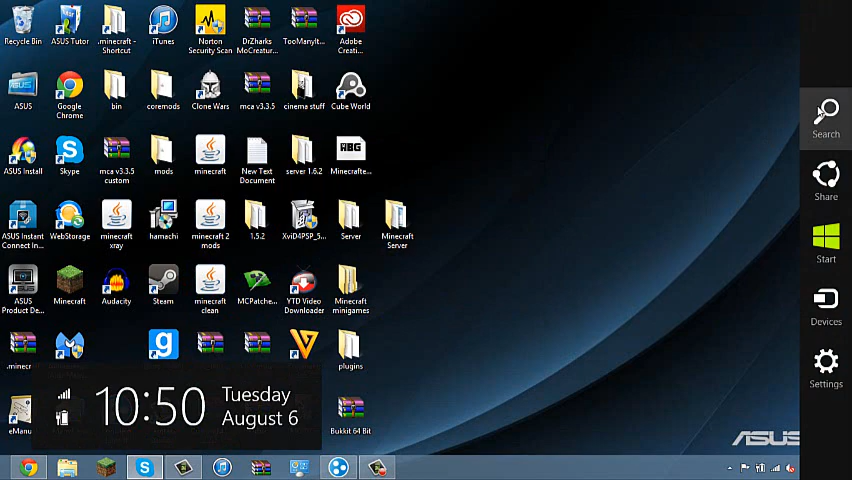 Recycle Bin
ASUS Tutor
.minecraft -
Shortcut
iTunes
Norton
Security Scan
DrZharks
MoCreatur...
TooManyIt...
Adobe
Creati...
ASUS
Google
Chrome
bin
coremods
Clone Wars
mca v3.3.5
cinema stuff
Cube World
Search
ASUS Install
Skype
mca v3.3.5
custom
mods
minecraft
New Text
Document
server 1.6.2
Minecrafte...
Share
ASUS Instant
Connect In...
WebStorage
minecraft
xray
hamachi
minecraft 2
mods
1.5.2
XviD4PSP_5...
Server
Minecraft
Server
Start
ASUS
Product De...
Minecraft
Audacity
Steam
minecraft
clean
MCPatche...
YTD Video
Downloader
Minecraft
minigames
Devices
plugins
Settings
10:50
Tuesday
August 6
Bukkit 64 Bit
ASUS